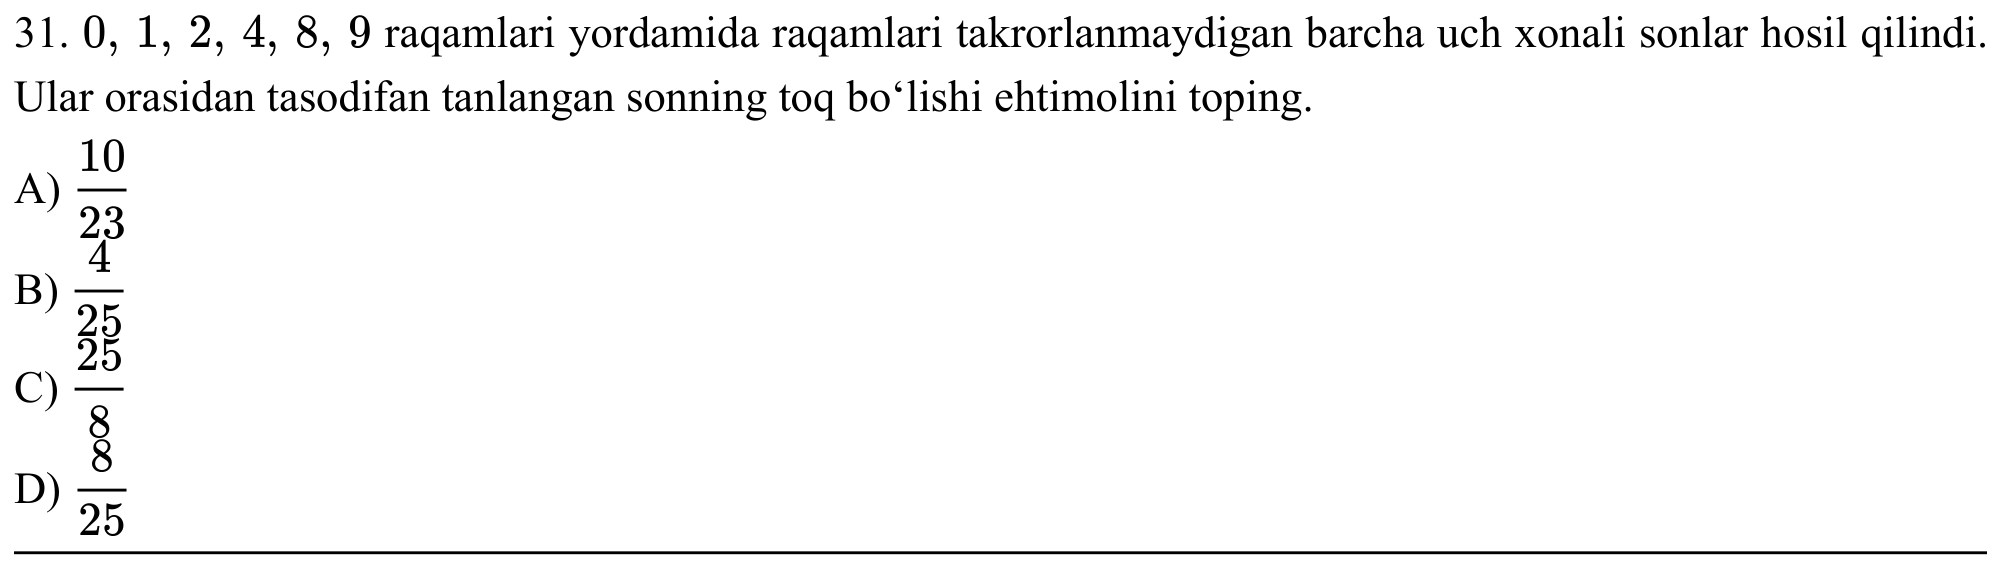 31. 0, 1, 2, 4, 8, 9 raqamlari yordamida raqamlari takrorlanmaydigan barcha uch xonali sonlar hosil qilindi.
Ular orasidan tasodifan tanlangan sonning toq bo‘lishi ehtimolini toping.
A) 10/23
B) 4/25
C) 25/8
D) 8/25